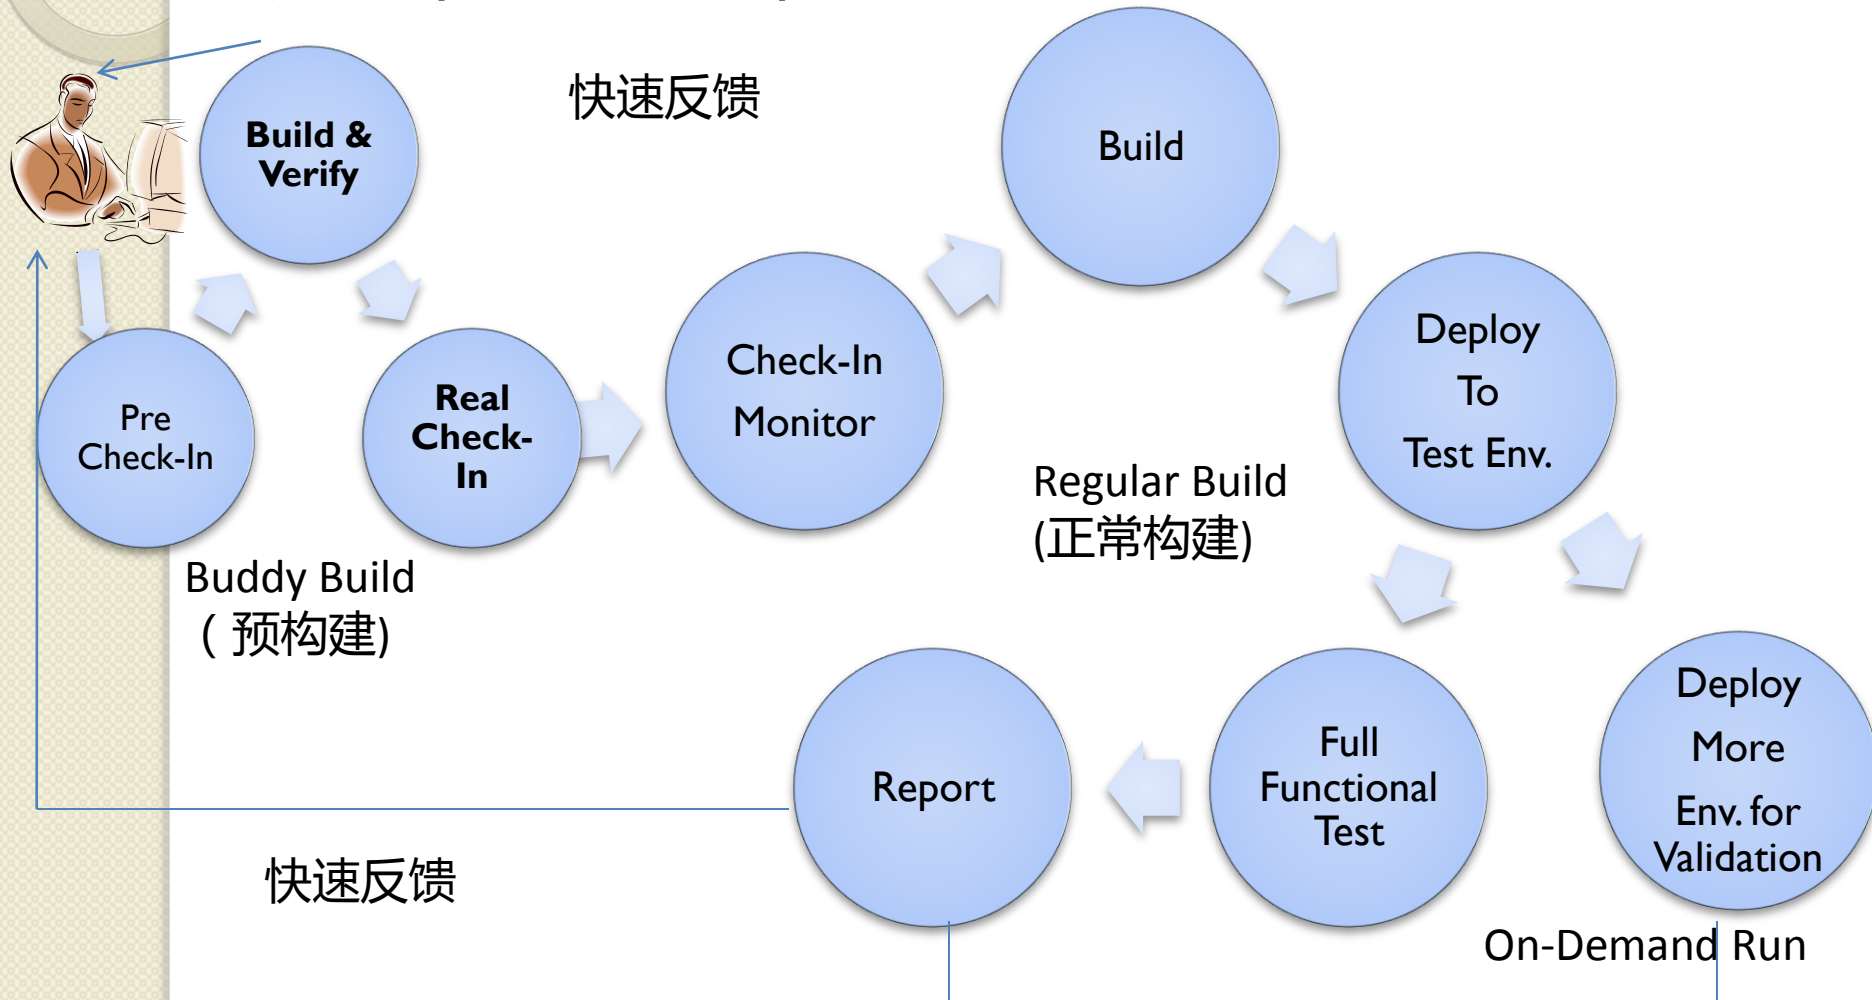 快速反馈
Build &
Verify
Build
Pre
Check-In
Real
Check-
In
Check-In
Monitor
Deploy
To
Test Env.
Buddy Build
（预构建)
Regular Build
(正常构建)
Report
Full
Functional
Test
Deploy
More
Env. for
Validation
快速反馈
On-Demand Run